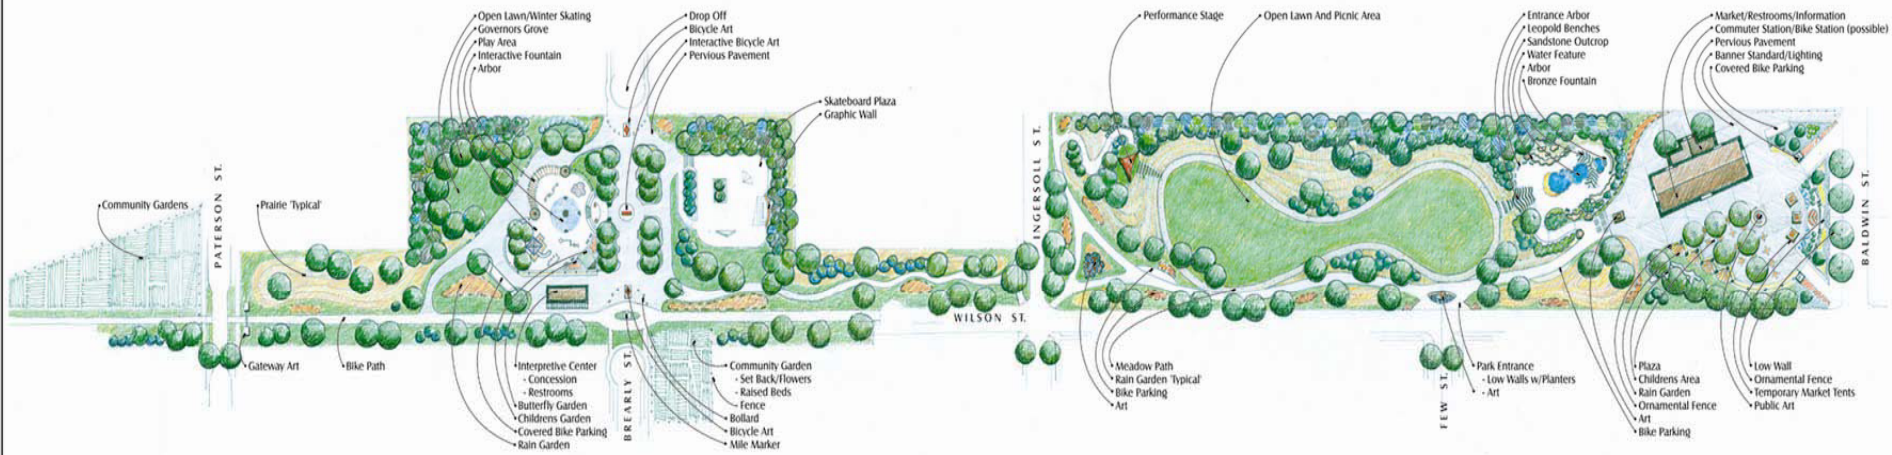 Open Lawn/Winter Skating
Governors Grove
Play Area
Interactive Fountain
Arbor
Drop Off
Bicycle Art
Interactive Bicycle Art
Pervious Pavement
Skateboard Plaza
Graphic Wall
Performance Stage
Open Lawn And Picnic Area
Entrance Arbor
Leopold Benches
Sandstone Outcrop
Water Feature
Arbor
Bronze Fountain
Market/Restrooms/Information
Commuter Station/Bike Station (possible)
Pervious Pavement
Banner Standard/Lighting
Covered Bike Parking
Community Gardens
PATERSON ST.
Prairie 'Typical'
INGERSOLL ST.
BALDWIN ST.
WILSON ST.
Gateway Art
Bike Path
Interpretive Center
- Concession
- Restrooms
Butterfly Garden
Childrens Garden
Covered Bike Parking
Rain Garden
BREARLY ST.
Community Garden
- Set Back/Flowers
- Raised Beds
- Fence
Bollard
Bicycle Art
Mile Marker
Meadow Path
Rain Garden 'Typical'
Bike Parking
Art
FEW ST.
Park Entrance
- Low Walls w/Planters
- Art
Plaza
Childrens Area
Rain Garden
Ornamental Fence
Art
Bike Parking
Low Wall
Ornamental Fence
Temporary Market Tents
Public Art